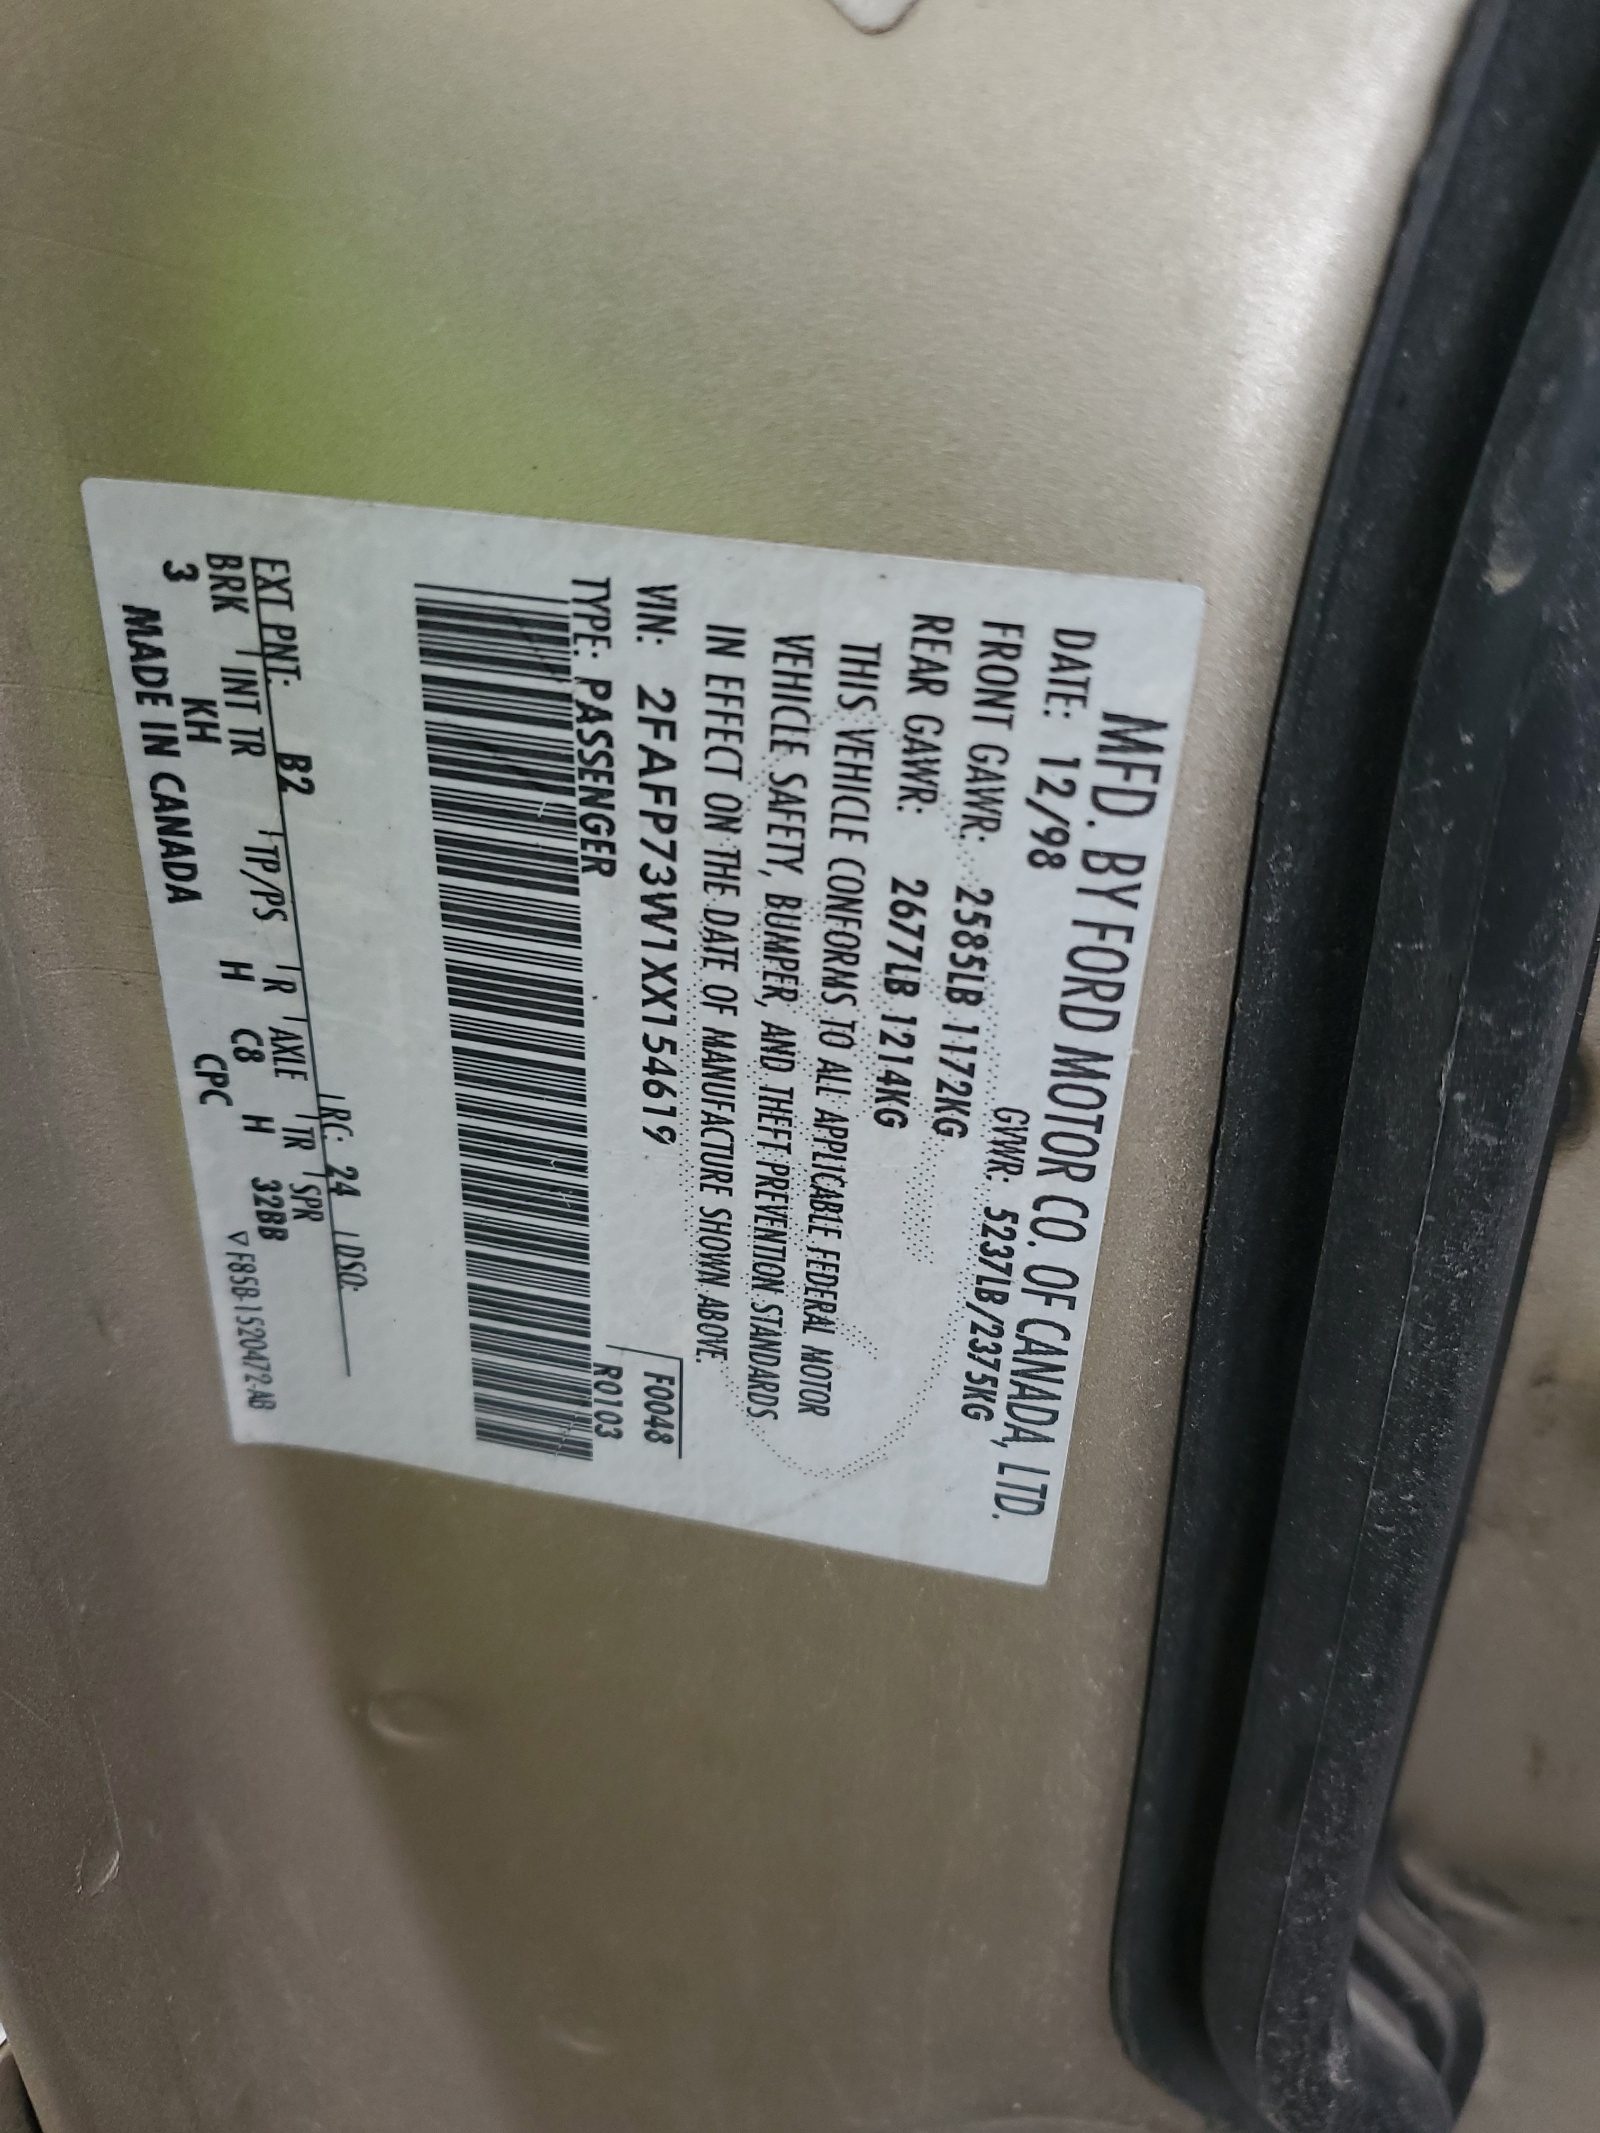 MFD. BY FORD MOTOR CO. OF CANADA, LTD.
DATE: 12/98 GVWR: 5237LB/2375KG
FRONT GAWR: 2585LB 1172KG
REAR GAWR: 2677LB 1214KG
THIS VEHICLE CONFORMS TO ALL APPLICABLE FEDERAL MOTOR
VEHICLE SAFETY, BUMPER, AND THEFT PREVENTION STANDARDS
IN EFFECT ON THE DATE OF MANUFACTURE SHOWN ABOVE.
VIN: 2FAFP73W1XX154619 F0048
TYPE: PASSENGER R0103
EXT PNT: B2 RC: 24 DSO:
BRK INT TR TP/PS R AXLE TR SPR
3 KH H C8 H 32BB
MADE IN CANADA CPC ▽F85B-1520472-AB